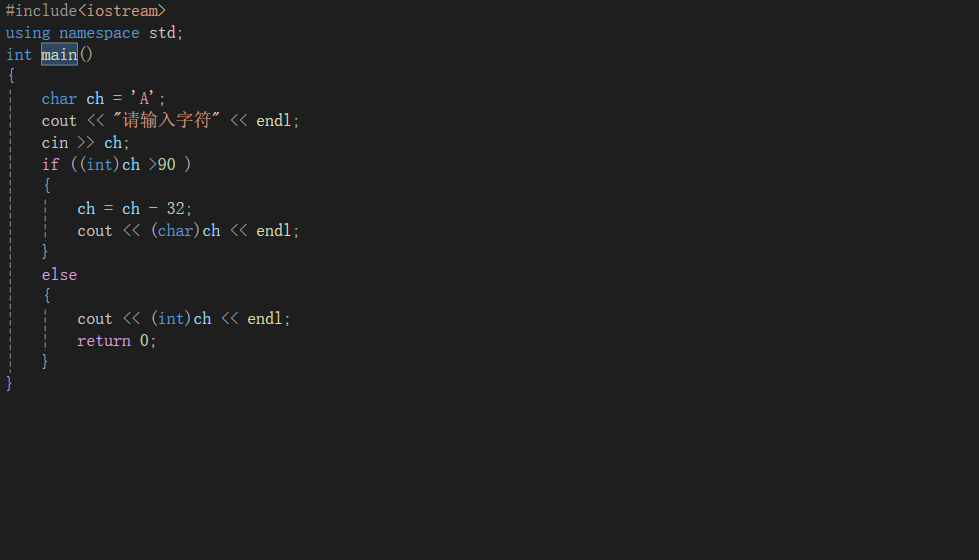 #include<iostream>
using namespace std;
int main()
{
char ch = 'A';
cout << "请输入字符" << endl;
cin >> ch;
if ((int)ch >90 )
{
ch = ch - 32;
cout << (char)ch << endl;
}
else
{
cout << (int)ch << endl;
return 0;
}
}